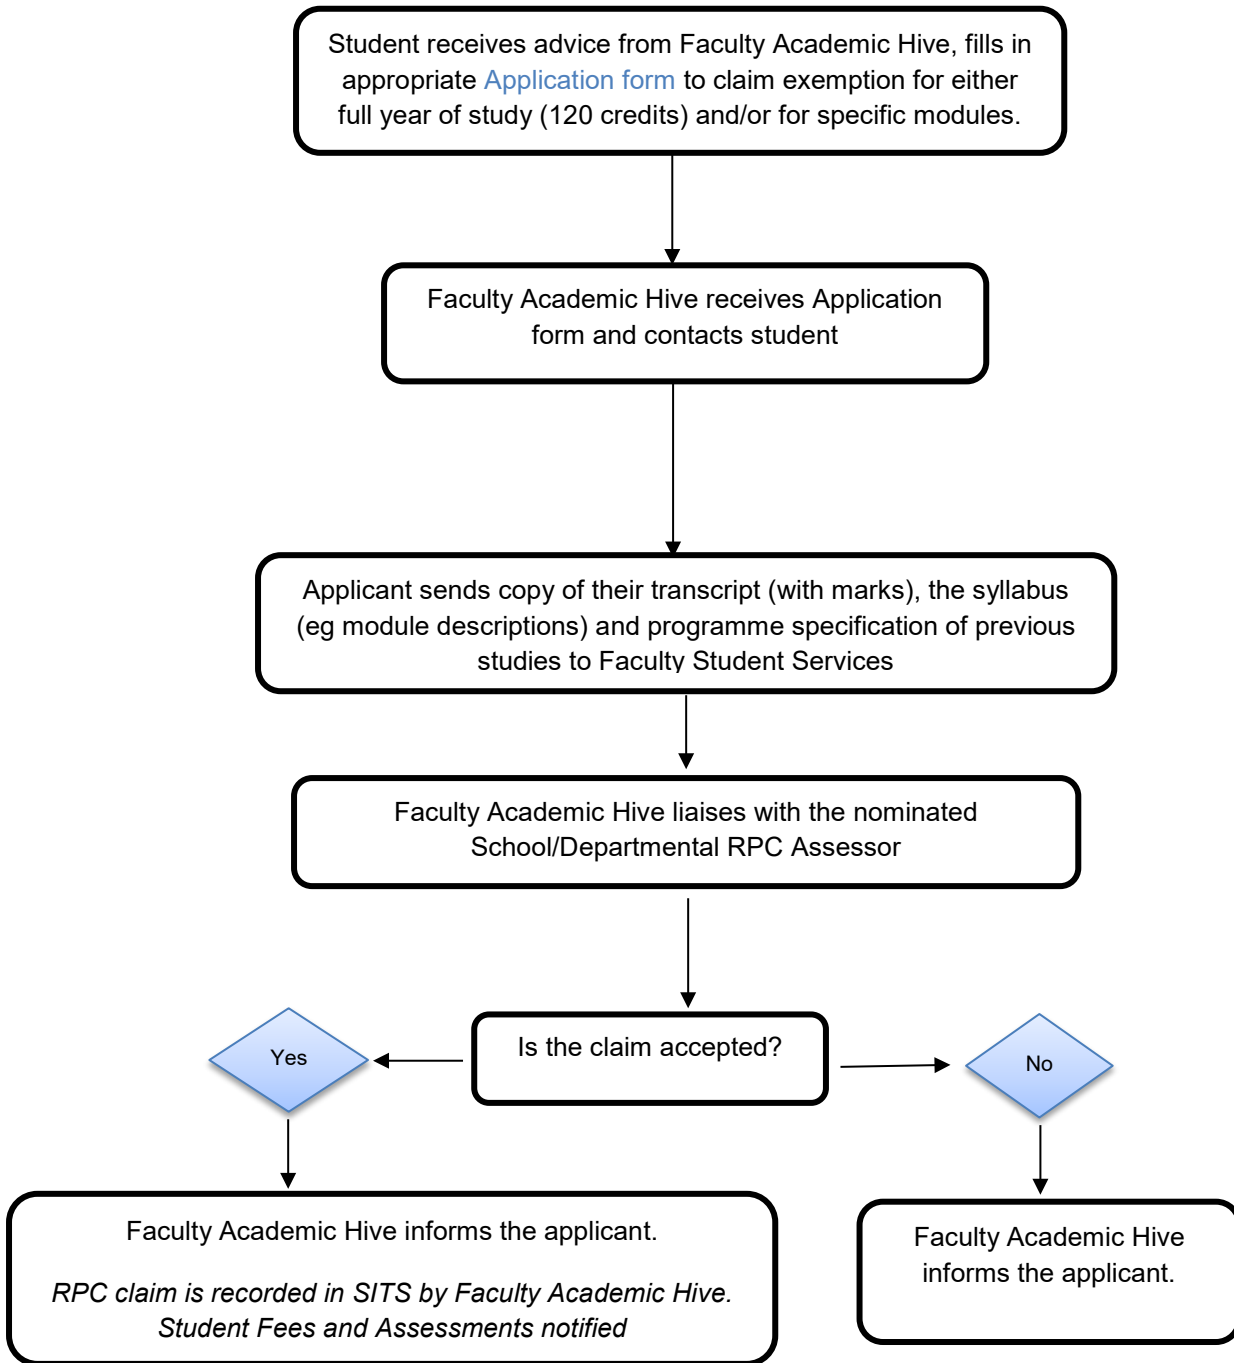 Student receives advice from Faculty Academic Hive, fills in
appropriate Application form to claim exemption for either
full year of study (120 credits) and/or for specific modules.
Faculty Academic Hive receives Application
form and contacts student
Applicant sends copy of their transcript (with marks), the syllabus
(eg module descriptions) and programme specification of previous
studies to Faculty Student Services
Faculty Academic Hive liaises with the nominated
School/Departmental RPC Assessor
Is the claim accepted?
Yes
No
Faculty Academic Hive informs the applicant.
RPC claim is recorded in SITS by Faculty Academic Hive.
Student Fees and Assessments notified
Faculty Academic Hive
informs the applicant.